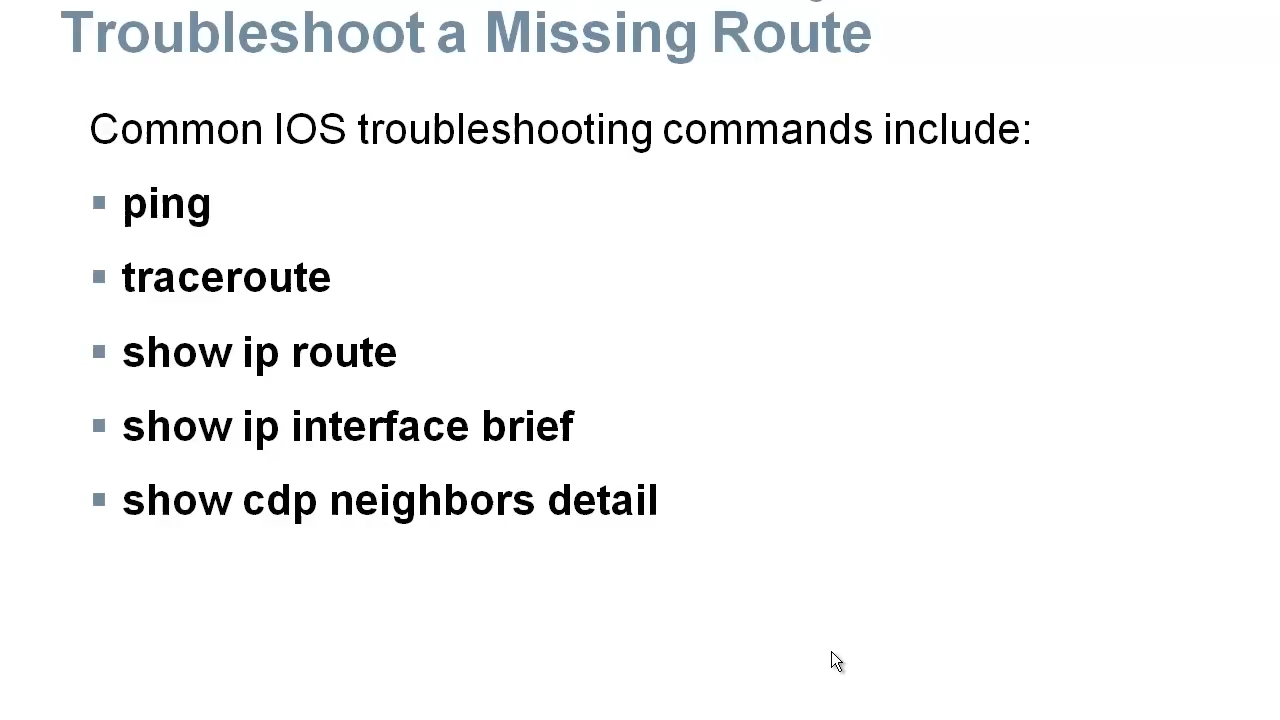 Troubleshoot a Missing Route
Common IOS troubleshooting commands include:
ping
traceroute
show ip route
show ip interface brief
show cdp neighbors detail